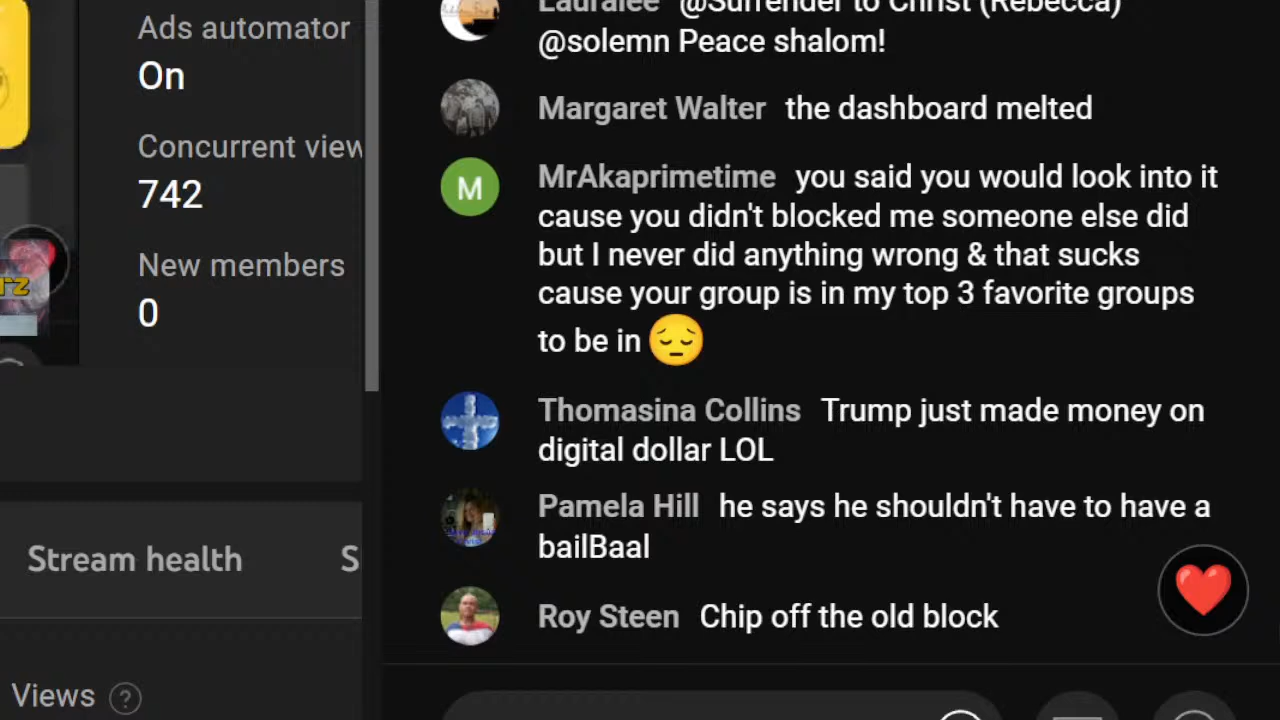 Ads automator
On
Concurrent view
742
New members
0
rz
Stream health
S
Views ?
Lauralee @Surrender to Christ (Rebecca)
@solemn Peace shalom!
Margaret Walter the dashboard melted
M
MrAkaprimetime you said you would look into it
cause you didn't blocked me someone else did
but I never did anything wrong & that sucks
cause your group is in my top 3 favorite groups
to be in 😔
Thomasina Collins Trump just made money on
digital dollar LOL
Pamela Hill he says he shouldn't have to have a
bailBaal
Roy Steen Chip off the old block